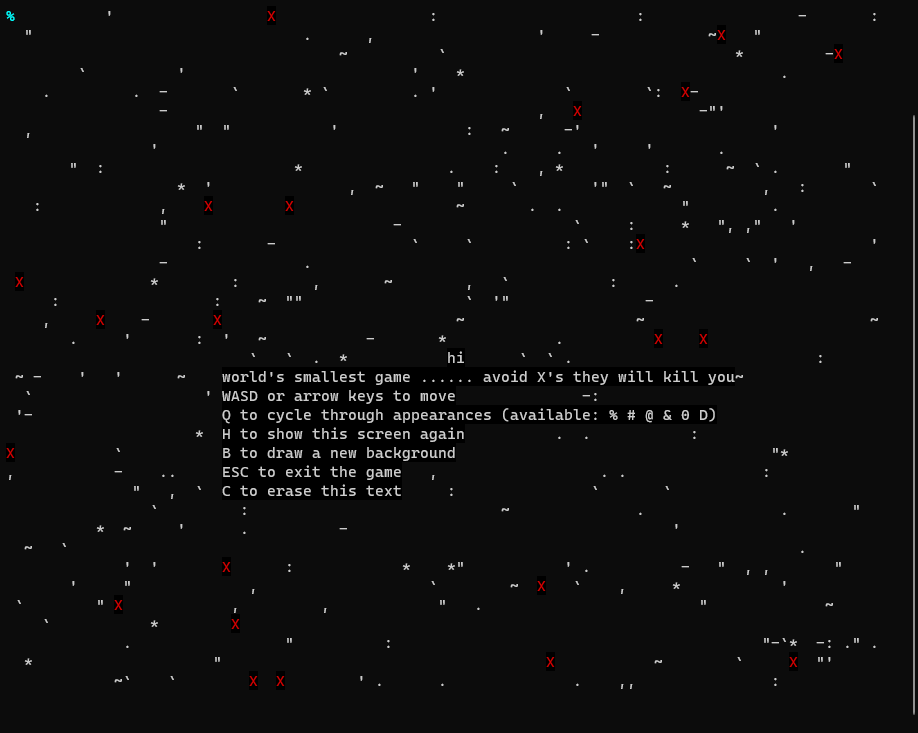 hi
world's smallest game ...... avoid X's they will kill you
WASD or arrow keys to move
Q to cycle through appearances (available: % # @ & 0 D)
H to show this screen again
B to draw a new background
ESC to exit the game
C to erase this text